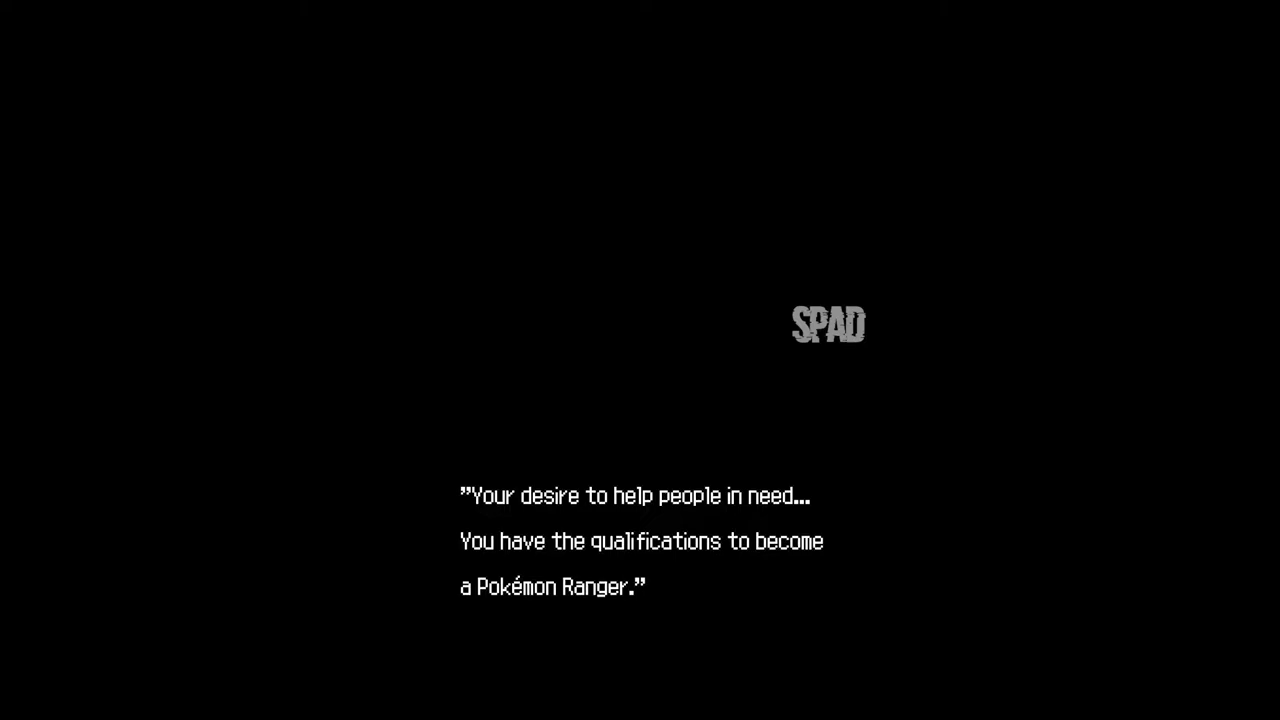 SPAD
"Your desire to help people in need...
You have the qualifications to become
a Pokémon Ranger."